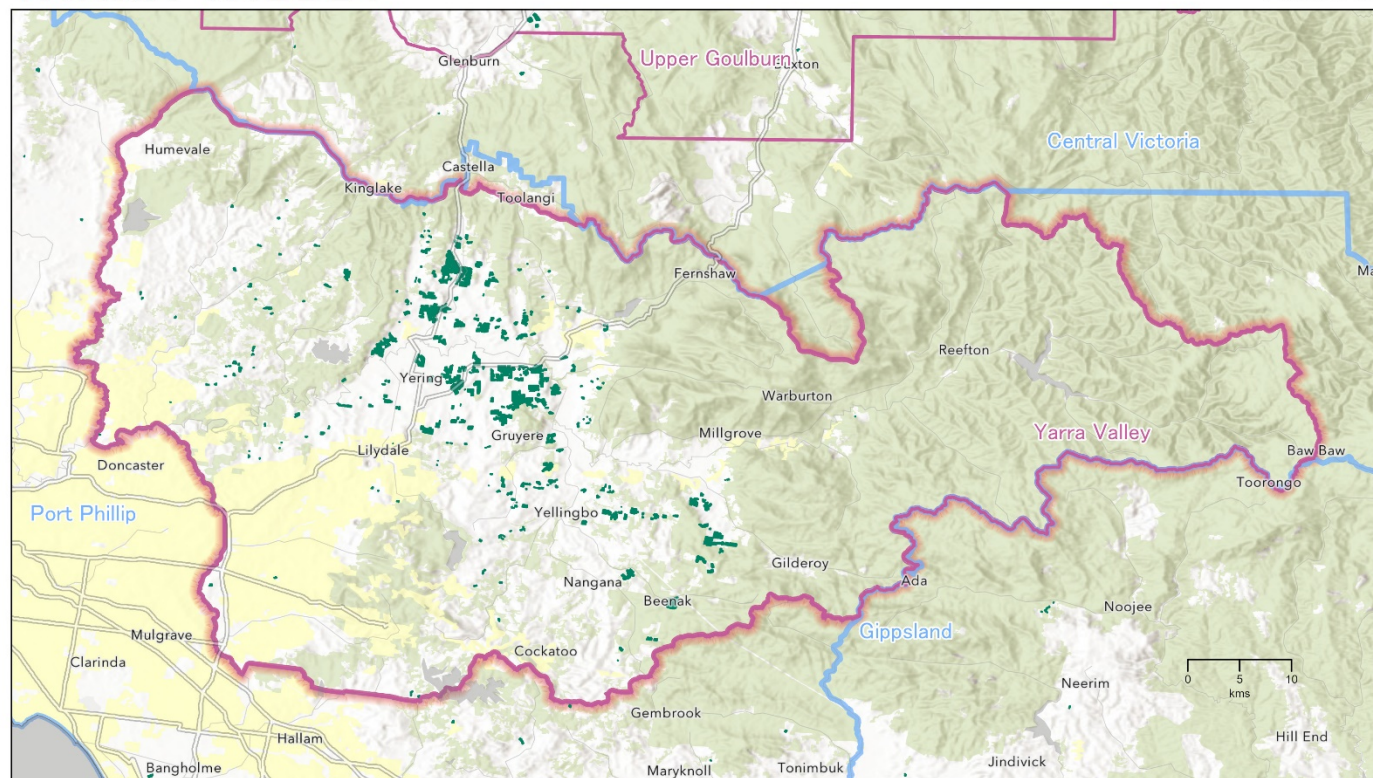 Glenburn
Upper Goulburn
Buxton
Humevale
Central Victoria
Castella
Kinglake
Toolangi
Fernshaw
Ma
Reefton
Yering
Warburton
Millgrove
Gruyere
Yarra Valley
Lilydale
Baw Baw
Doncaster
Toorongo
Port Phillip
Yellingbo
Gilderoy
Nangana
Ada
Beenak
Noojee
Mulgrave
Gippsland
Cockatoo
Clarinda
0 5 10
kms
Neerim
Gembrook
Hallam
Hill End
Bangholme
Maryknoll
Tonimbuk
Jindivick